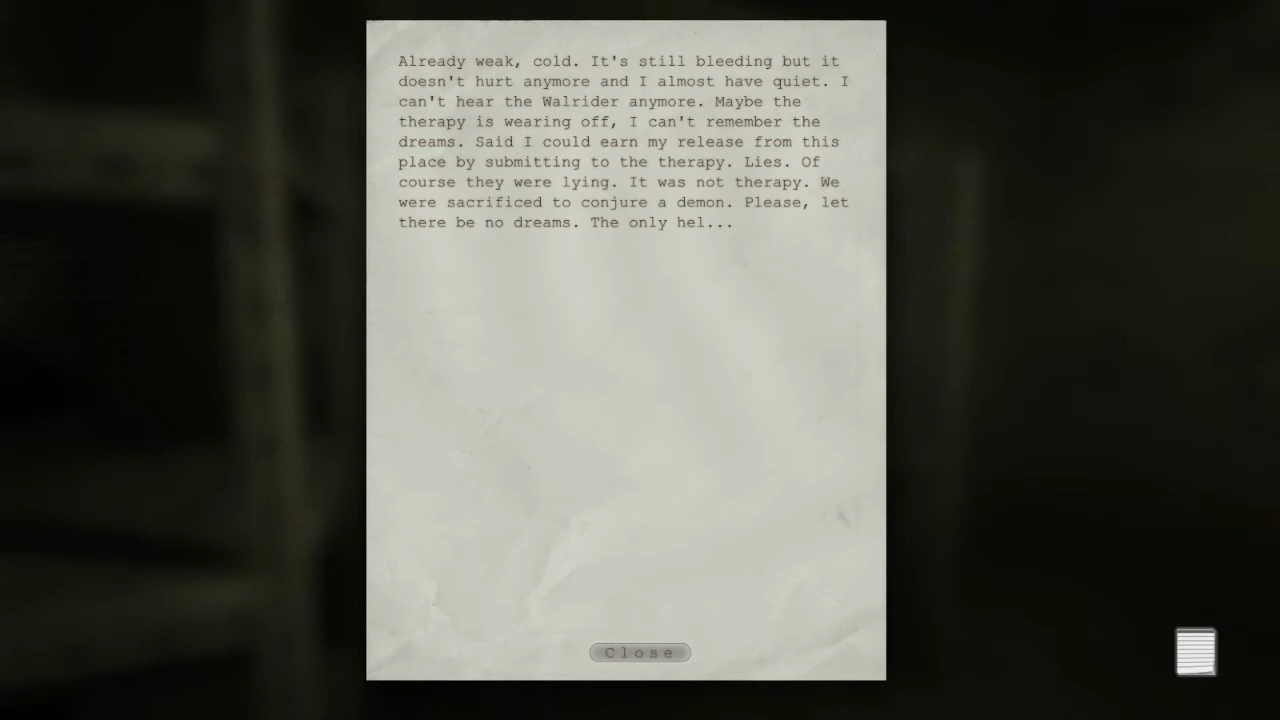 Already weak, cold. It's still bleeding but it
doesn't hurt anymore and I almost have quiet. I
can't hear the Walrider anymore. Maybe the
therapy is wearing off, I can't remember the
dreams. Said I could earn my release from this
place by submitting to the therapy. Lies. Of
course they were lying. It was not therapy. We
were sacrificed to conjure a demon. Please, let
there be no dreams. The only hel...
Close